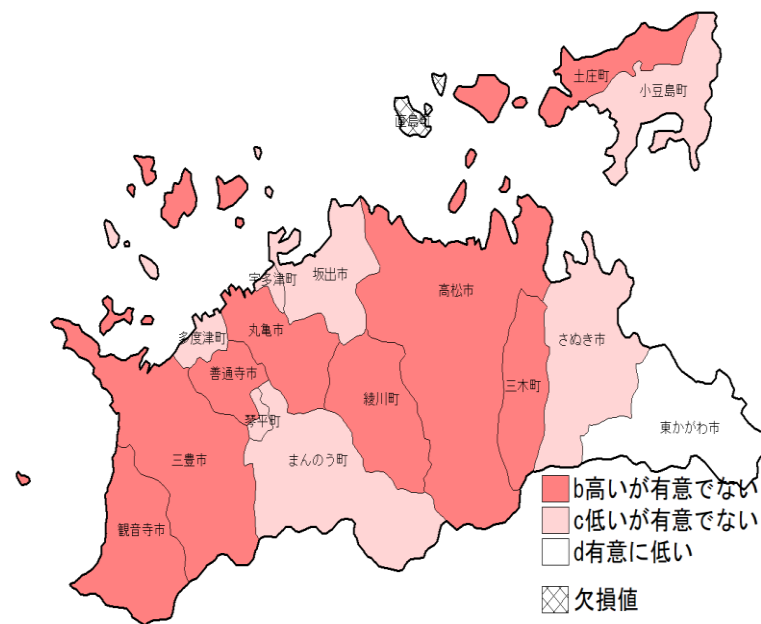 土庄町
小豆島町
直島町
宇多津町
坂出市
高松市
多度津町
丸亀市
さぬき市
善通寺市
三木町
綾川町
琴平町
東かがわ市
三豊市
まんのう町
観音寺市
b高いが有意でない
c低いが有意でない
d有意に低い
欠損値